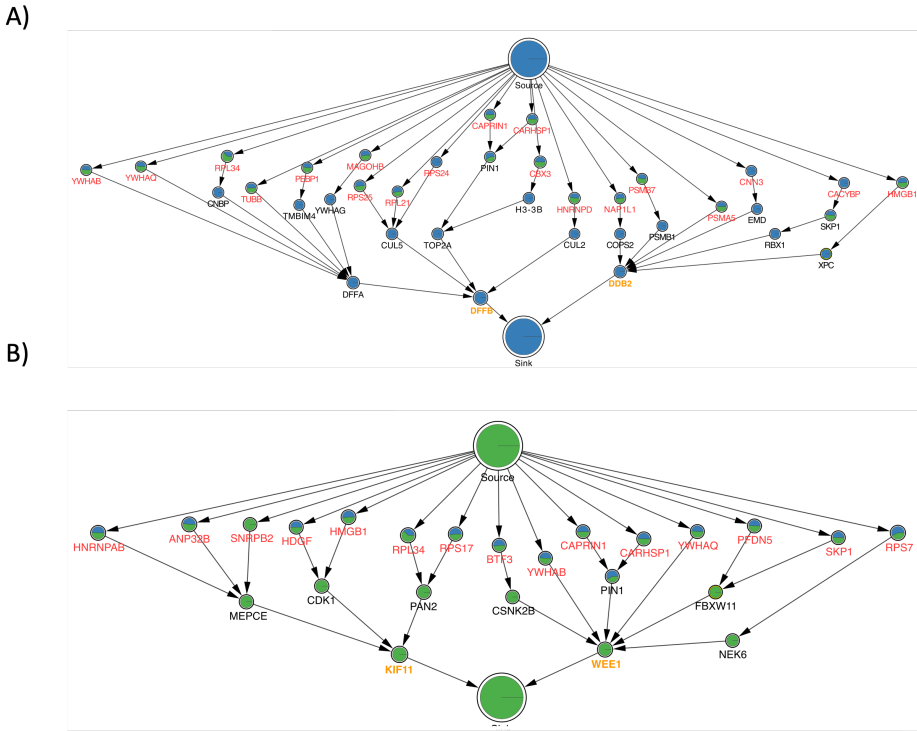 A)
Source
CAPRIN1
CARHSP1
MAGOHB
RPL34
YWHAB
YWHAQ
PEBP1
RPS24
PIN1
CBX3
CNN3
PSMB7
CACYBP
HMGB1
TUBB
CNBP
RPS25
RPL21
TMBIM4
YWHAG
H3-3B
HNRNPD
NAP1L1
PSMA5
EMD
SKP1
CUL5
TOP2A
CUL2
COPS2
PSMB1
RBX1
XPC
DFFA
DDB2
DFFB
Sink
B)
Source
HNRNPAB
ANP32B
SNRPB2
HDGF
HMGB1
RPL34
RPS17
BTF3
YWHAB
CAPRIN1
CARHSP1
YWHAQ
PFDN5
SKP1
RPS7
MEPCE
CDK1
PAN2
CSNK2B
PIN1
FBXW11
NEK6
KIF11
WEE1